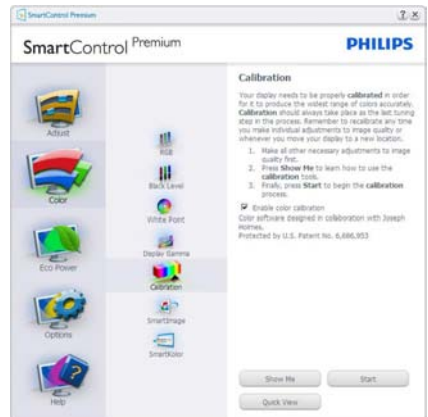 SmartControl Premium
SmartControl Premium
PHILIPS
Adjust
Color
Eco Power
Options
Help
RGB
Black Level
White Point
Display Gamma
Calibration
SmartImage
SmartKolor
Calibration
Your display needs to be properly calibrated in order
for it to produce the widest range of colors accurately.
Calibration should always take place as the last tuning
step in the process. Remember to recalibrate any time
you make individual adjustments to image quality or
whenever you move your display to a new location.
1. Make all other necessary adjustments to image
quality first.
2. Press Show Me to learn how to use the
calibration tools.
3. Finally, press Start to begin the calibration
process.
Enable color calibration
Color software designed in collaboration with Joseph
Holmes.
Protected by U.S. Patent No. 6,686,953
Show Me
Start
Quick View